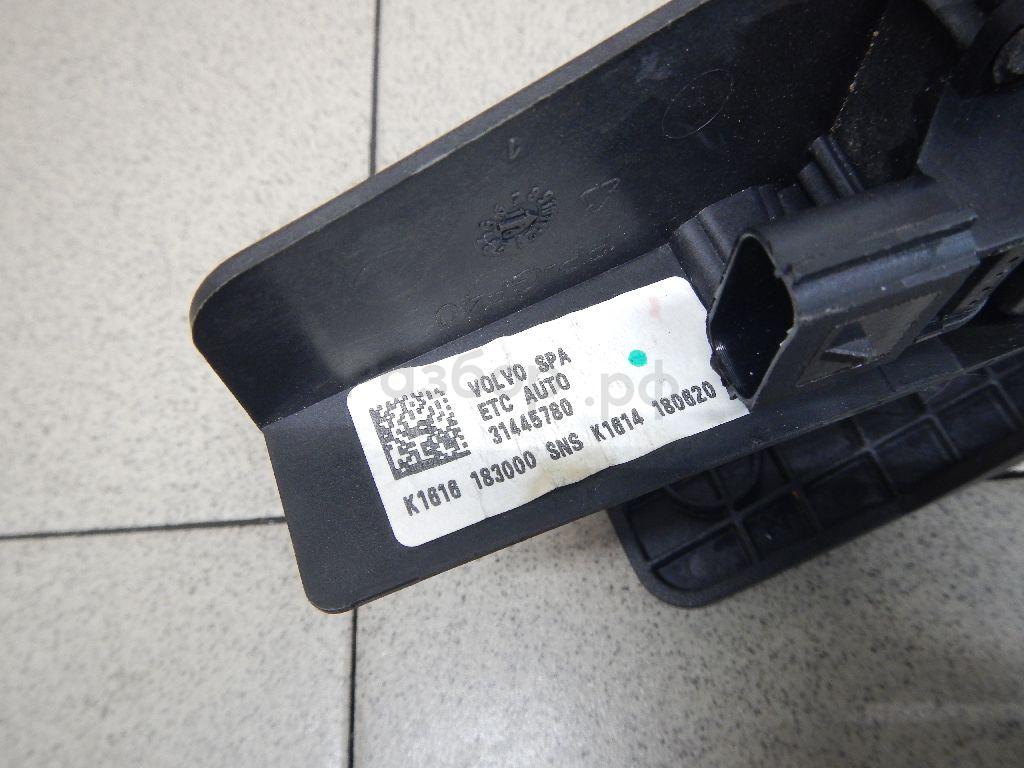 VOLVO SPA
ETC AUTO
31445780
K1616 183000 SNS K1614 180620